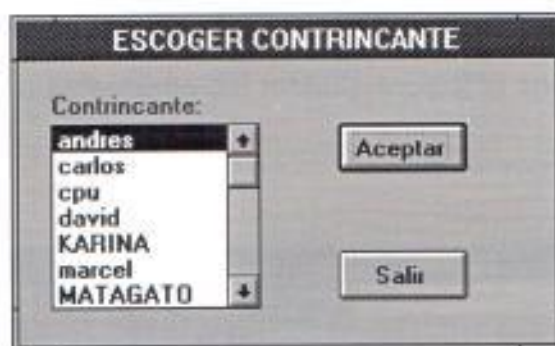 ESCOGER CONTRINCANTE
Contrincante:
andres
carlos
cpu
david
KARINA
marcel
MATAGATO
Aceptar
Salir